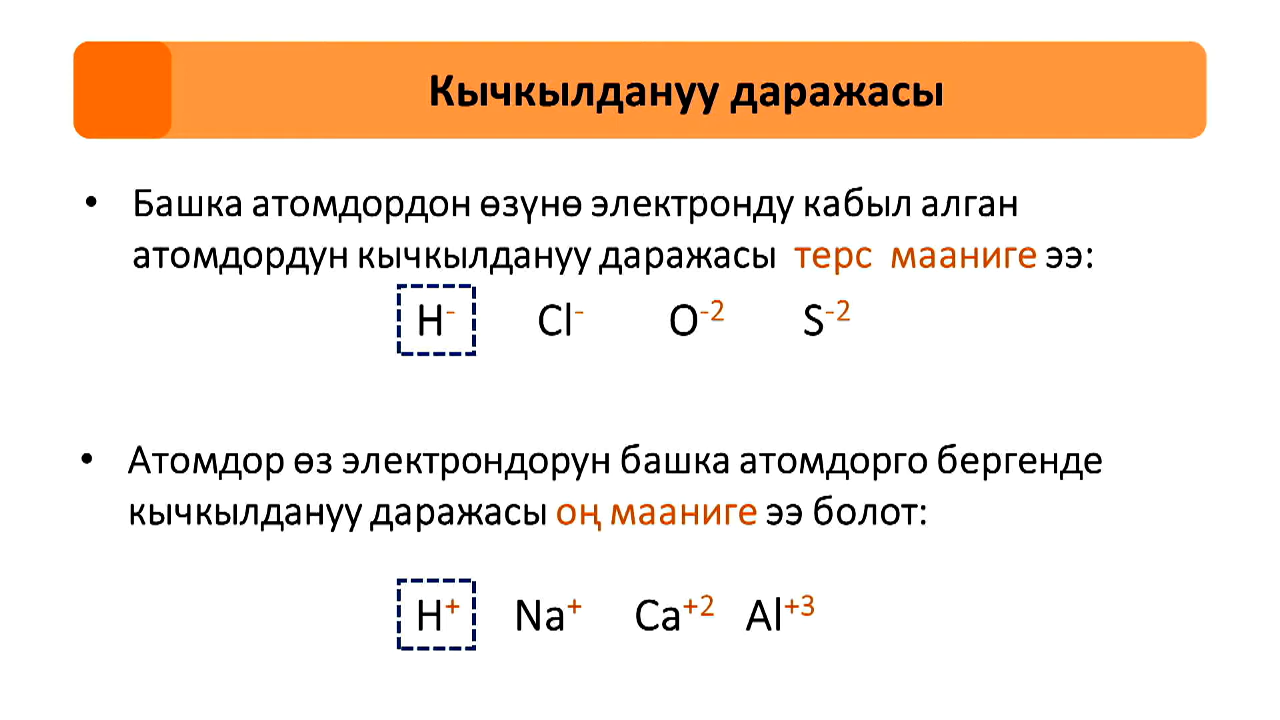 Кычкылдануу даражасы
• Башка атомдордон өзүнө электронду кабыл алган
атомдордун кычкылдануу даражасы терс мааниге ээ:
H⁻ Cl⁻ O⁻² S⁻²
• Атомдор өз электрондорун башка атомдорго бергенде
кычкылдануу даражасы оң мааниге ээ болот:
H⁺ Na⁺ Ca⁺² Al⁺³